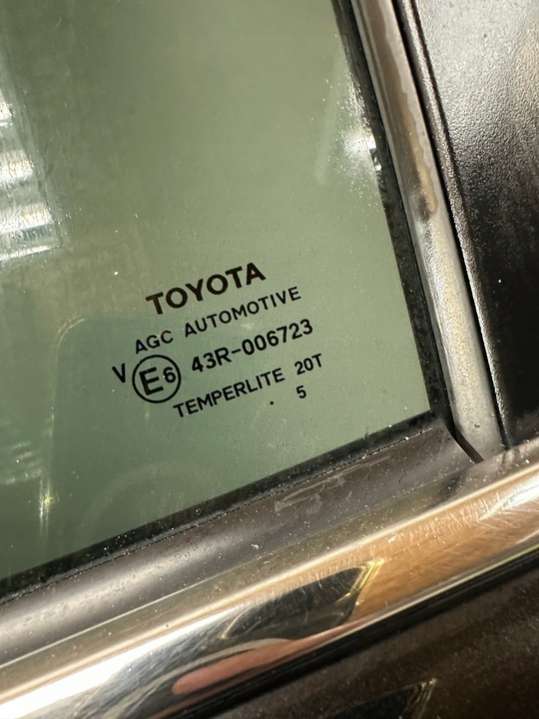 TOYOTA
AGC AUTOMOTIVE
V E6 43R-006723
TEMPERLITE 20T
. 5